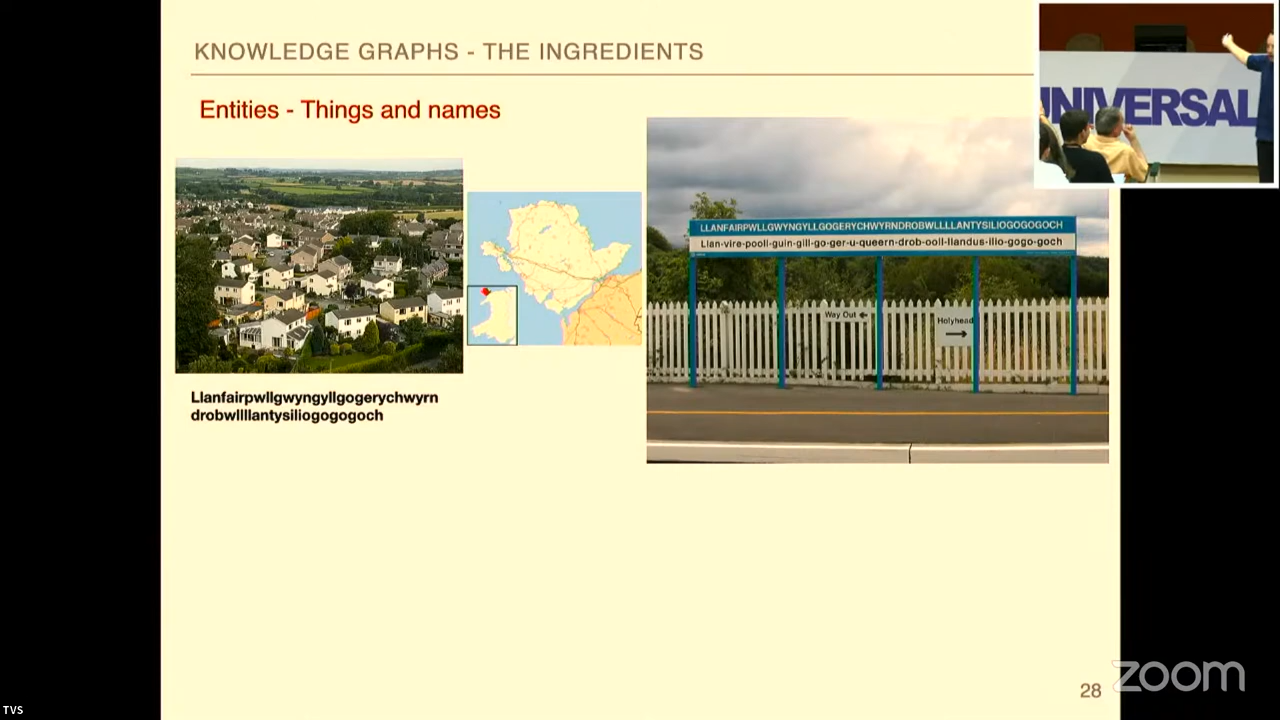 KNOWLEDGE GRAPHS - THE INGREDIENTS
UNIVERSAL
Entities - Things and names
LLANFAIRPWLLGWYNGYLLGOGERYCHWYRNDROBWLLLLANTYSILIOGOGOGOCH
Llan-vire-pooll-guin-gill-go-ger-u-queern-drob-ooll-llandus-ilio-gogo-goch
Way Out ←
Holyhead
→
Llanfairpwllgwyngyllgogerychwyrn
drobwllllantysiliogogogoch
28
zoom
TVS